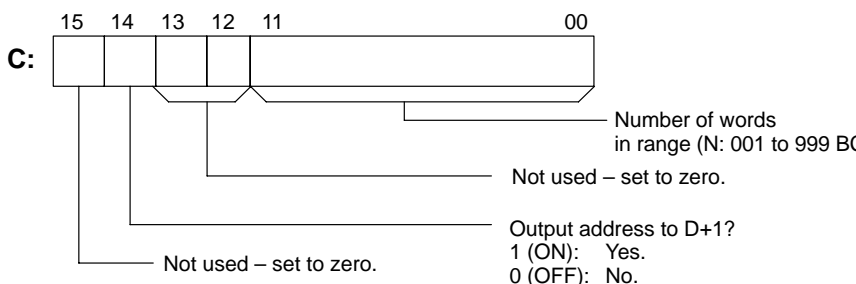 15 14 13 12 11 00
C:
Number of words
in range (N: 001 to 999
Not used – set to zero.
Output address to D+1?
1 (ON): Yes.
0 (OFF): No.
Not used – set to zero.